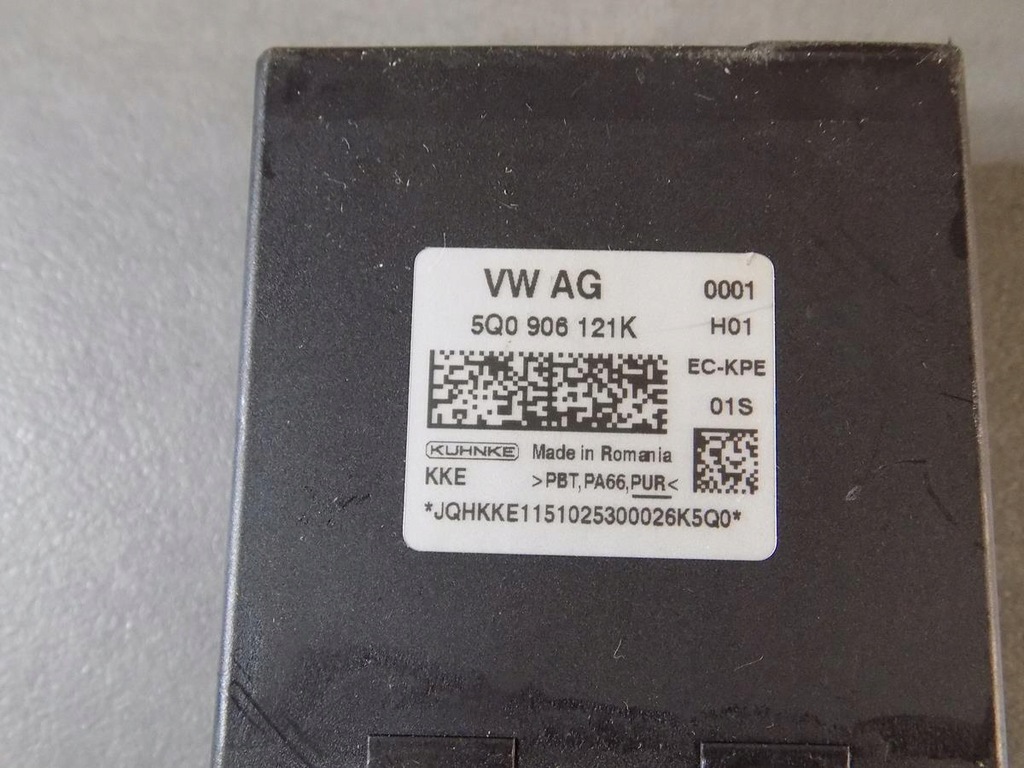 VW AG 0001
5Q0 906 121K H01
EC-KPE
01S
KUHNKE Made in Romania
KKE >PBT,PA66,PUR<
*JQHKKE1151025300026K5Q0*